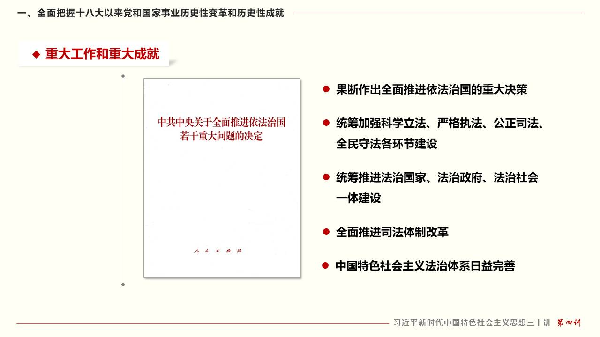 一、全面把握十八大以来党和国家事业历史性变革和历史性成就
重大工作和重大成就
中共中央关于全面推进依法治国
若干重大问题的决定
人民出版社
果断作出全面推进依法治国的重大决策
统筹加强科学立法、严格执法、公正司法、
全民守法各环节建设
统筹推进法治国家、法治政府、法治社会
一体建设
全面推进司法体制改革
中国特色社会主义法治体系日益完善
习近平新时代中国特色社会主义思想三十讲 第四讲